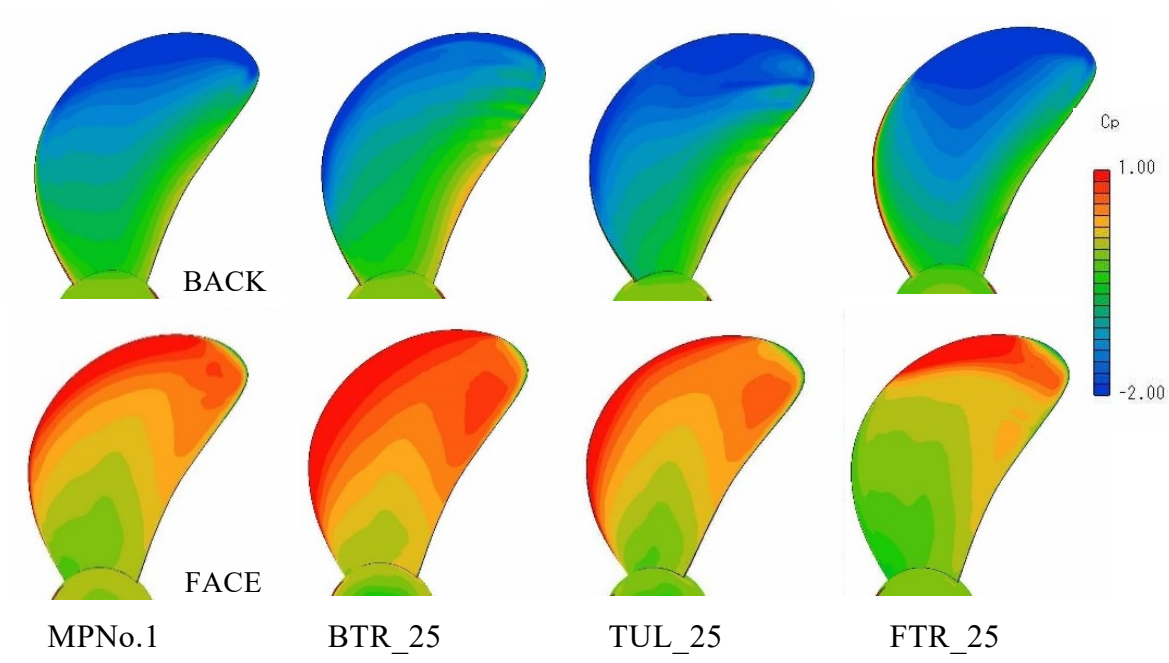 Cp
1.00
-2.00
BACK
FACE
MPNo.1
BTR_25
TUL_25
FTR_25